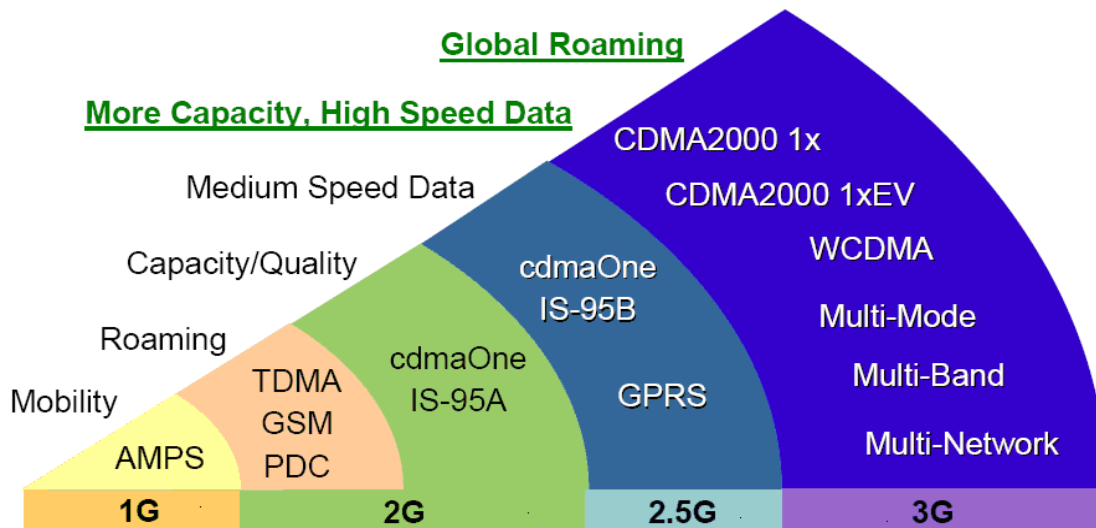 Global Roaming
More Capacity, High Speed Data
Medium Speed Data
Capacity/Quality
Roaming
Mobility
AMPS
TDMA
GSM
PDC
cdmaOne
IS-95A
cdmaOne
IS-95B
GPRS
CDMA2000 1x
CDMA2000 1xEV
WCDMA
Multi-Mode
Multi-Band
Multi-Network
1G
2G
2.5G
3G